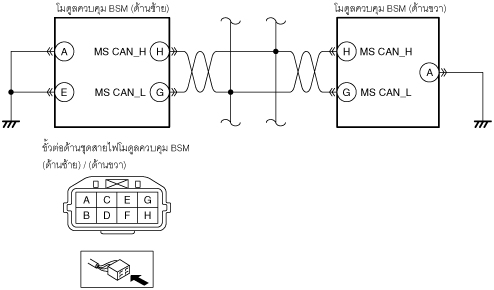 โมดูลควบคุม BSM (ด้านซ้าย)
โมดูลควบคุม BSM (ด้านขวา)
A MS CAN_H H
H MS CAN_H
A
E MS CAN_L G
G MS CAN_L
ขั้วต่อด้านชุดสายไฟโมดูลควบคุม BSM
(ด้านซ้าย) / (ด้านขวา)
A C E G
B D F H